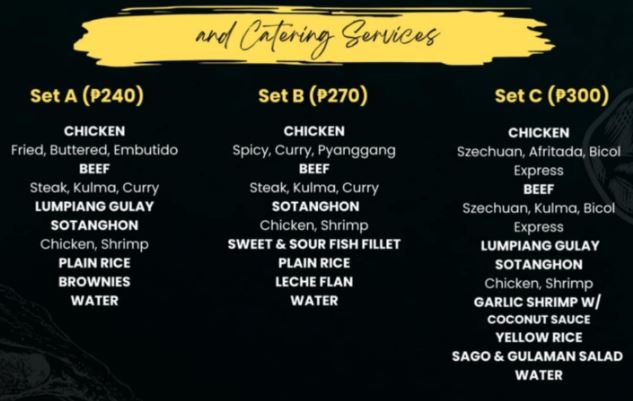 and Catering Services
Set A (₱240)
CHICKEN
Fried, Buttered, Embutido
BEEF
Steak, Kulma, Curry
LUMPIANG GULAY
SOTANGHON
Chicken, Shrimp
PLAIN RICE
BROWNIES
WATER
Set B (₱270)
CHICKEN
Spicy, Curry, Pyanggang
BEEF
Steak, Kulma, Curry
SOTANGHON
Chicken, Shrimp
SWEET & SOUR FISH FILLET
PLAIN RICE
LECHE FLAN
WATER
Set C (₱300)
CHICKEN
Szechuan, Afritada, Bicol
Express
BEEF
Szechuan, Kulma, Bicol
Express
LUMPIANG GULAY
SOTANGHON
Chicken, Shrimp
GARLIC SHRIMP W/
COCONUT SAUCE
YELLOW RICE
SAGO & GULAMAN SALAD
WATER